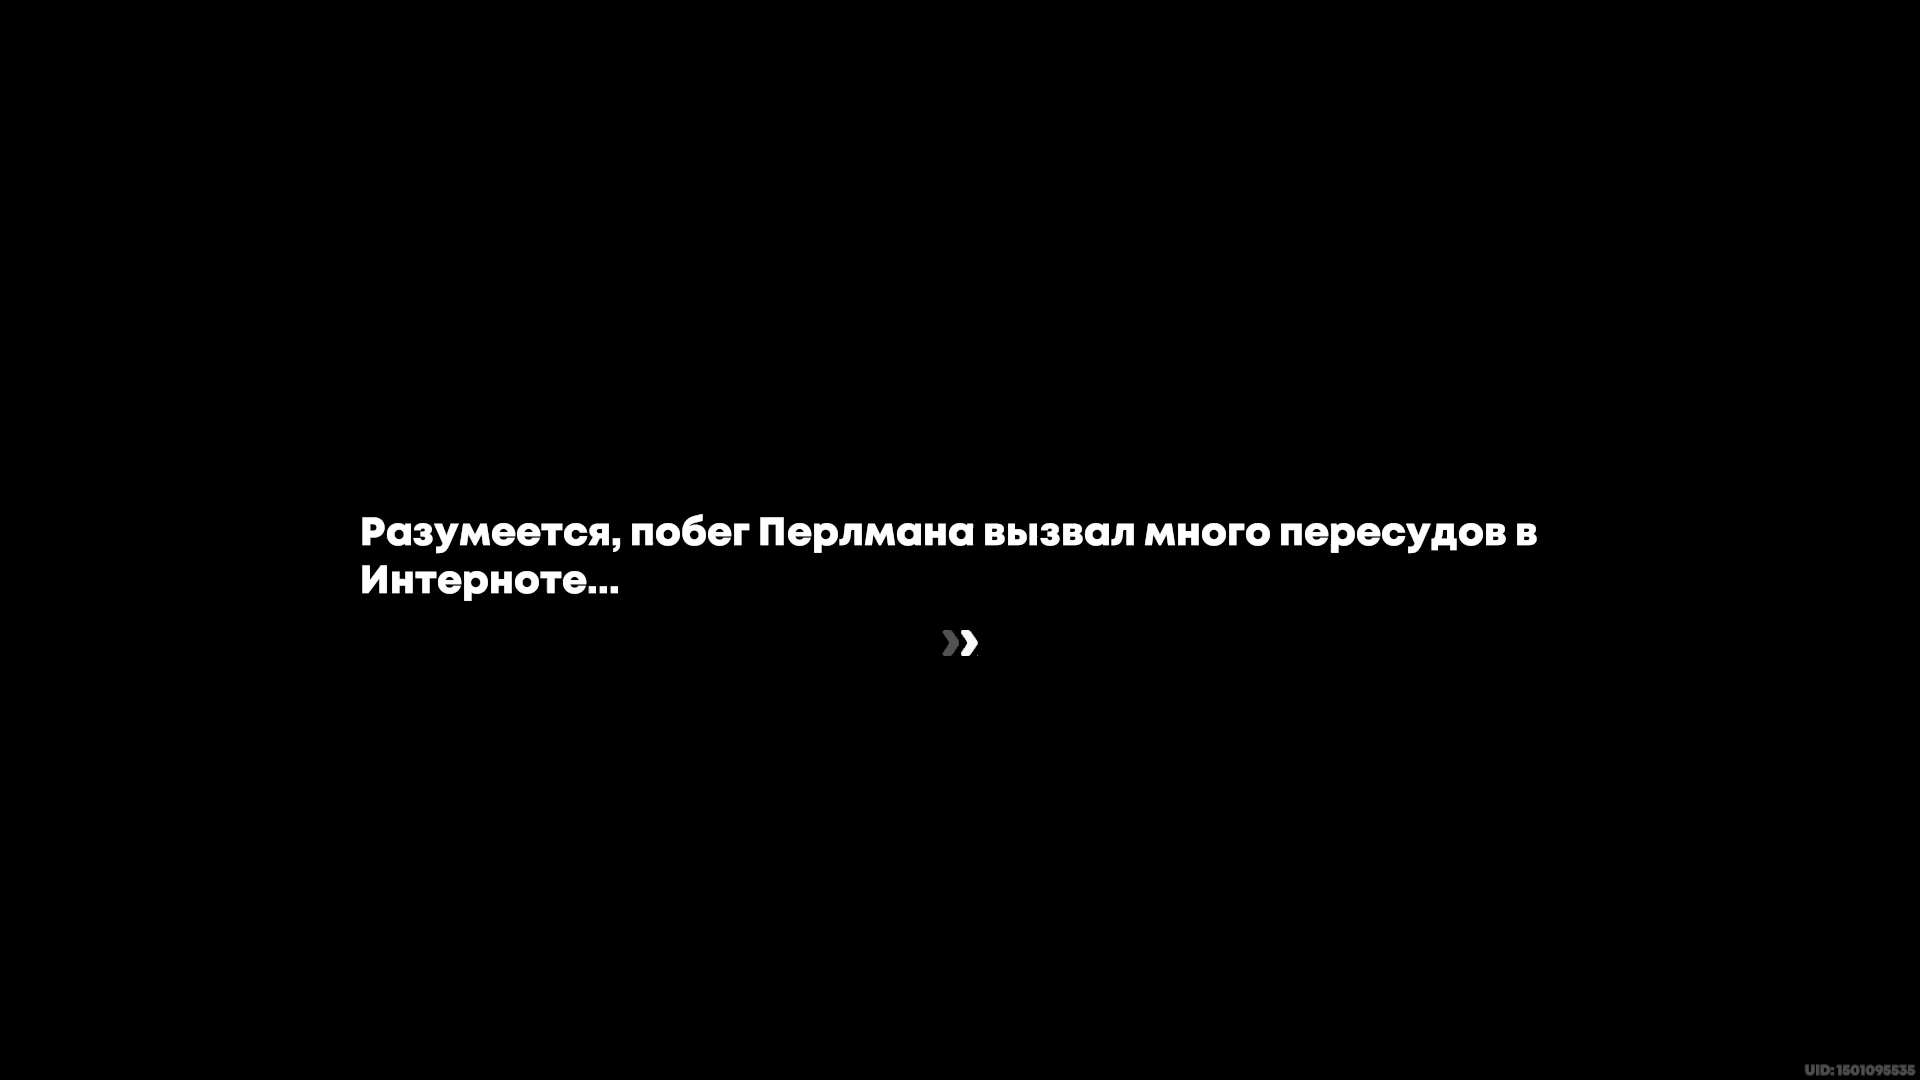 Разумеется, побег Перлмана вызвал много пересудов в
Интерноте...
UID: 1501095535